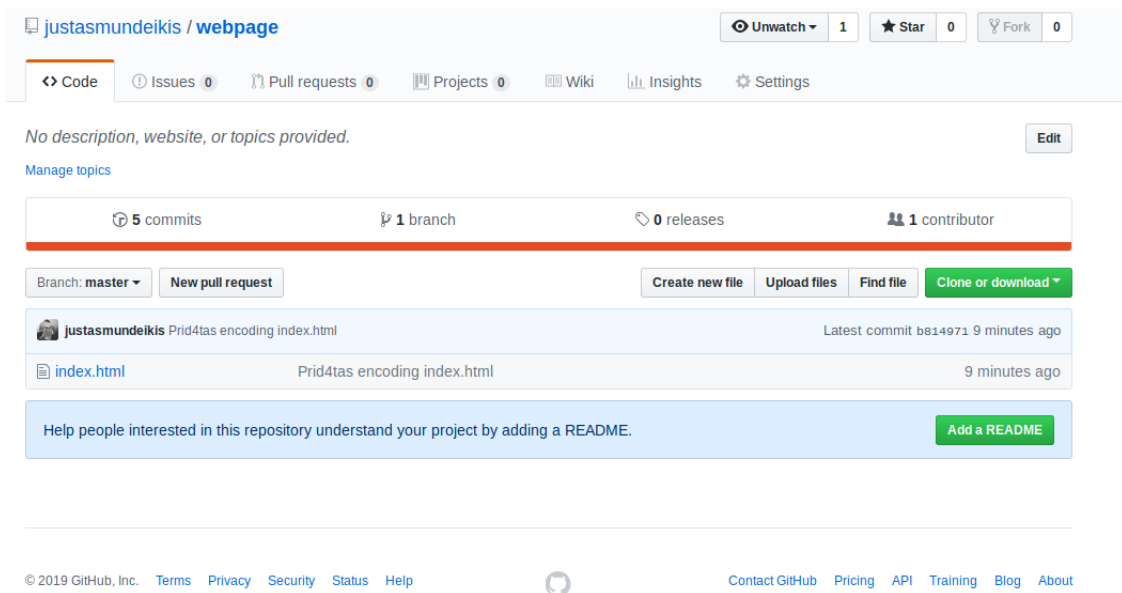 justasmundeikis / webpage
Unwatch 1 Star 0 Fork 0
Code Issues 0 Pull requests 0 Projects 0 Wiki Insights Settings
No description, website, or topics provided. Edit
Manage topics
5 commits 1 branch 0 releases 1 contributor
Branch: master New pull request Create new file Upload files Find file Clone or download
justasmundeikis Prid4tas encoding index.html Latest commit b814971 9 minutes ago
index.html Prid4tas encoding index.html 9 minutes ago
Help people interested in this repository understand your project by adding a README. Add a README
© 2019 GitHub, Inc. Terms Privacy Security Status Help Contact GitHub Pricing API Training Blog About